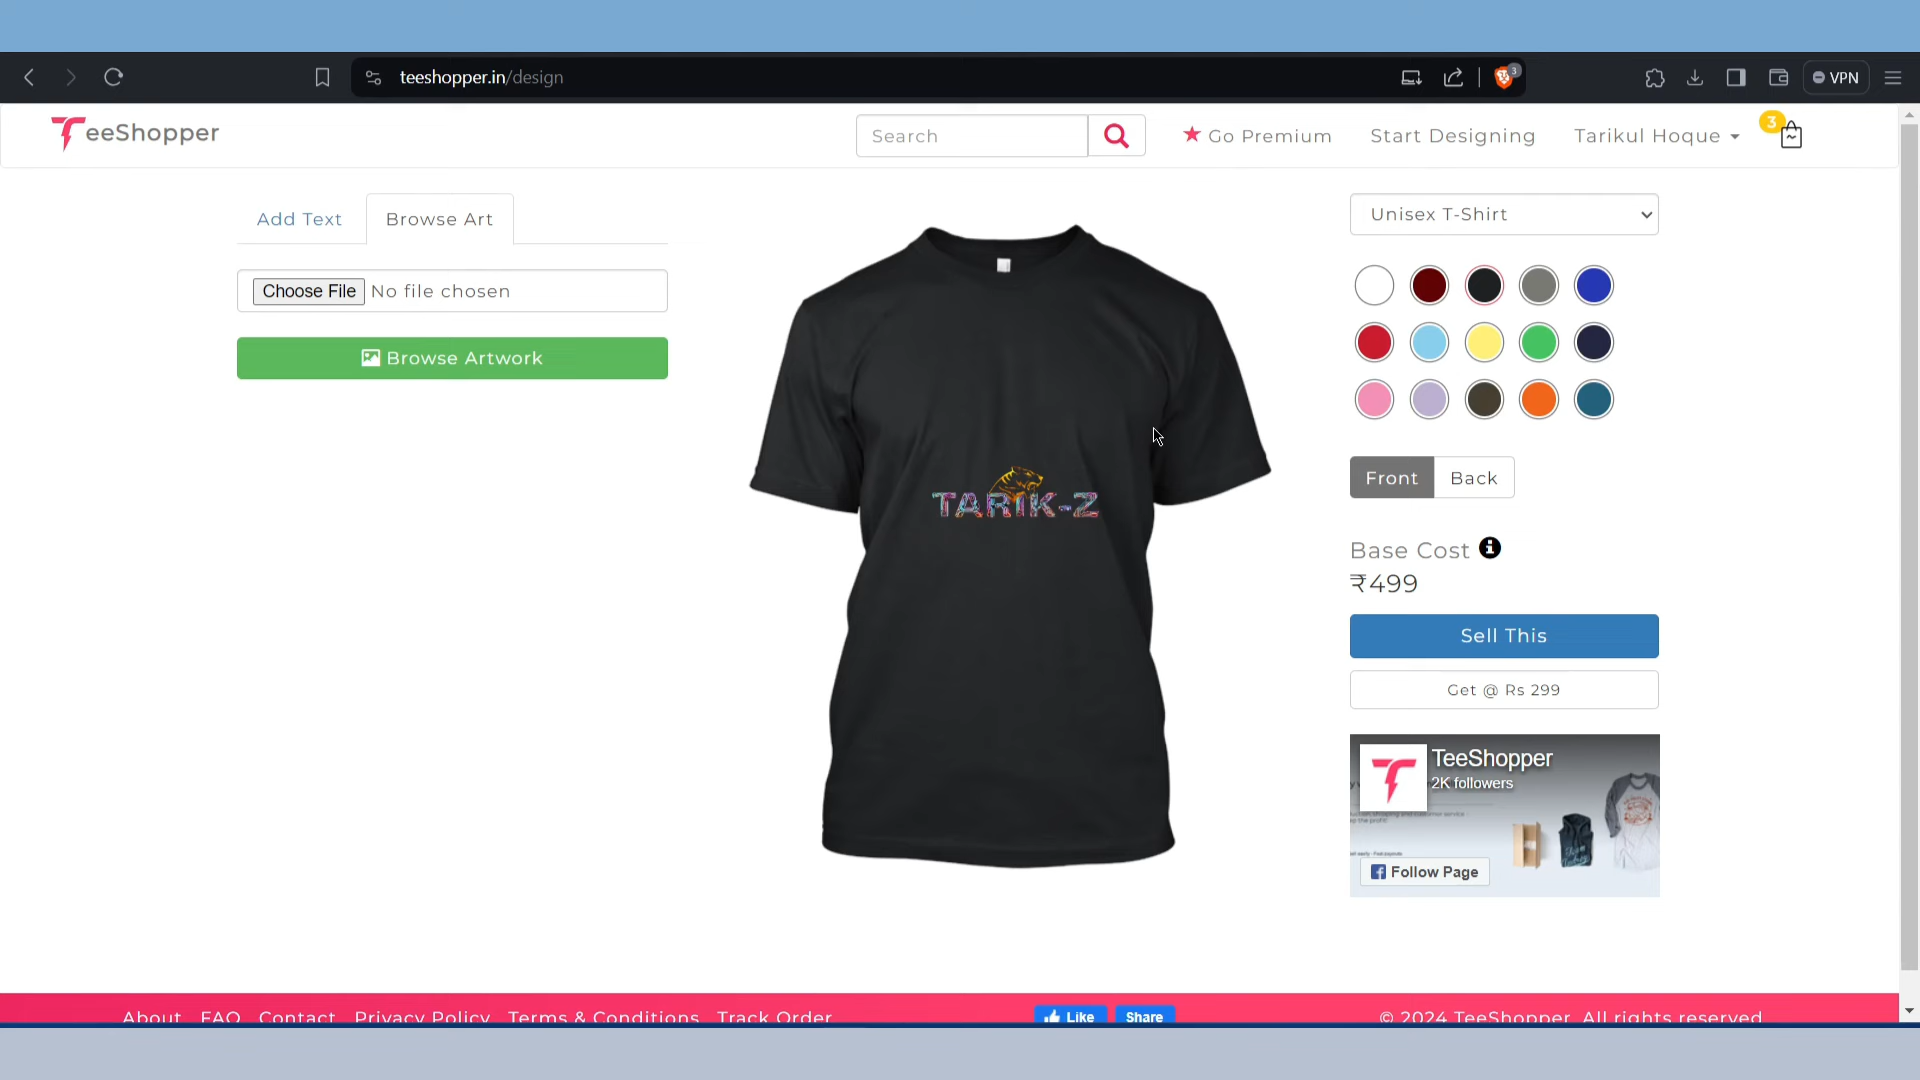 teeshopper.in/design
3
VPN
TeeShopper
Search
Go Premium
Start Designing
Tarikul Hoque
3
Add Text
Browse Art
Unisex T-Shirt
Choose File No file chosen
Browse Artwork
TARIK-Z
Front
Back
Base Cost
₹499
Sell This
Get @ Rs 299
TeeShopper
2K followers
Follow Page
About FAQ Contact Privacy Policy Terms & Conditions Track Order
Like
Share
© 2024 TeeShopper. All rights reserved